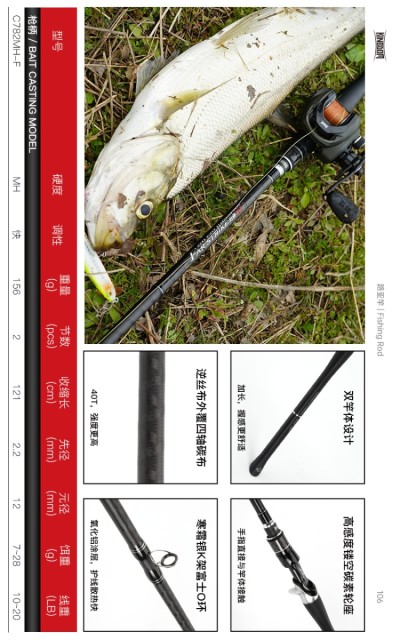 路亚竿 | Fishing Rod
双竿体设计
加长，握感更舒适
高感度镂空碳素轮座
手指直接与竿体接触
逆丝布外覆四轴碳布
40T，强度更高
寒霜银K架富士O环
氧化铝涂层，护线散热快
型号 硬度 调性 重量(g) 节数(pcs) 收缩长(cm) 先径(mm) 元径(mm) 饵重(g) 线重(LB)
枪柄 / BAIT CASTING MODEL
C782MH-F MH 快 156 2 121 2.2 12 7-28 10-20
106